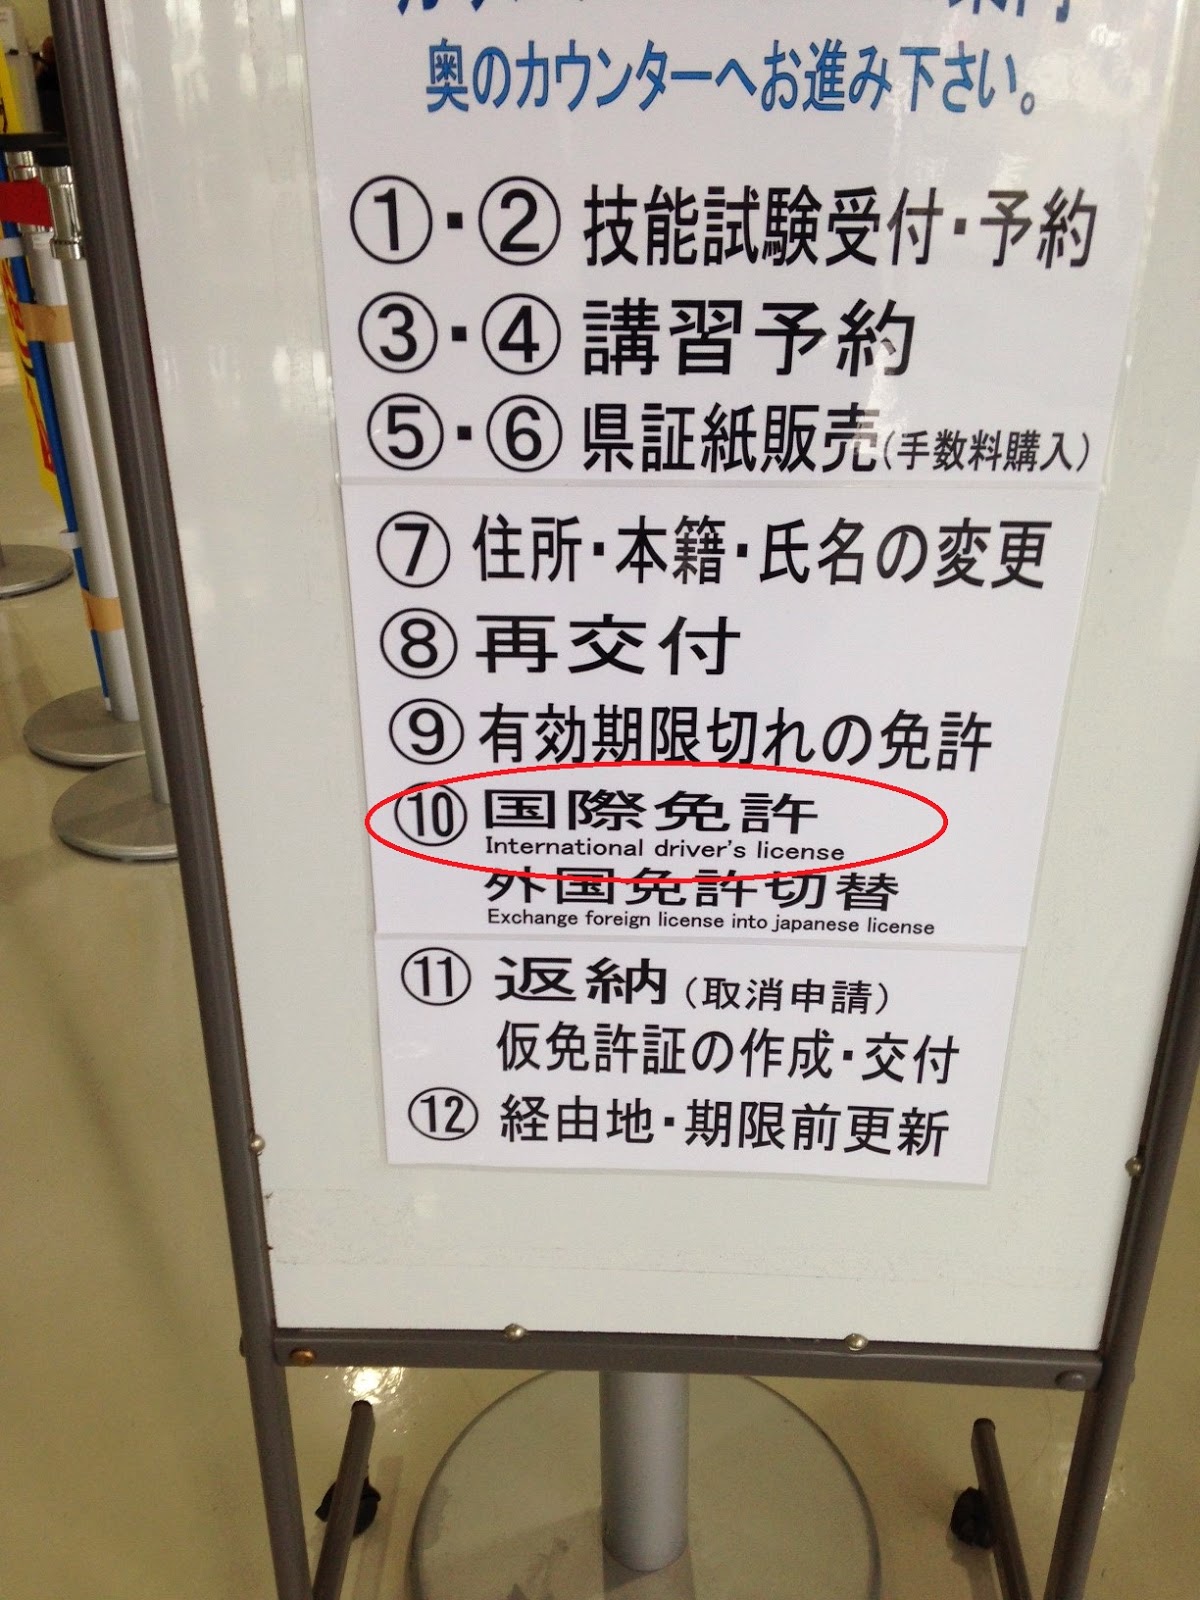 奥のカウンターへお進み下さい。
①・② 技能試験受付・予約
③・④ 講習予約
⑤・⑥ 県証紙販売(手数料購入)
⑦ 住所・本籍・氏名の変更
⑧ 再交付
⑨ 有効期限切れの免許
⑩ 国際免許
International driver's license
外国免許切替
Exchange foreign license into japanese license
⑪ 返納(取消申請)
仮免許証の作成・交付
⑫ 経由地・期限前更新